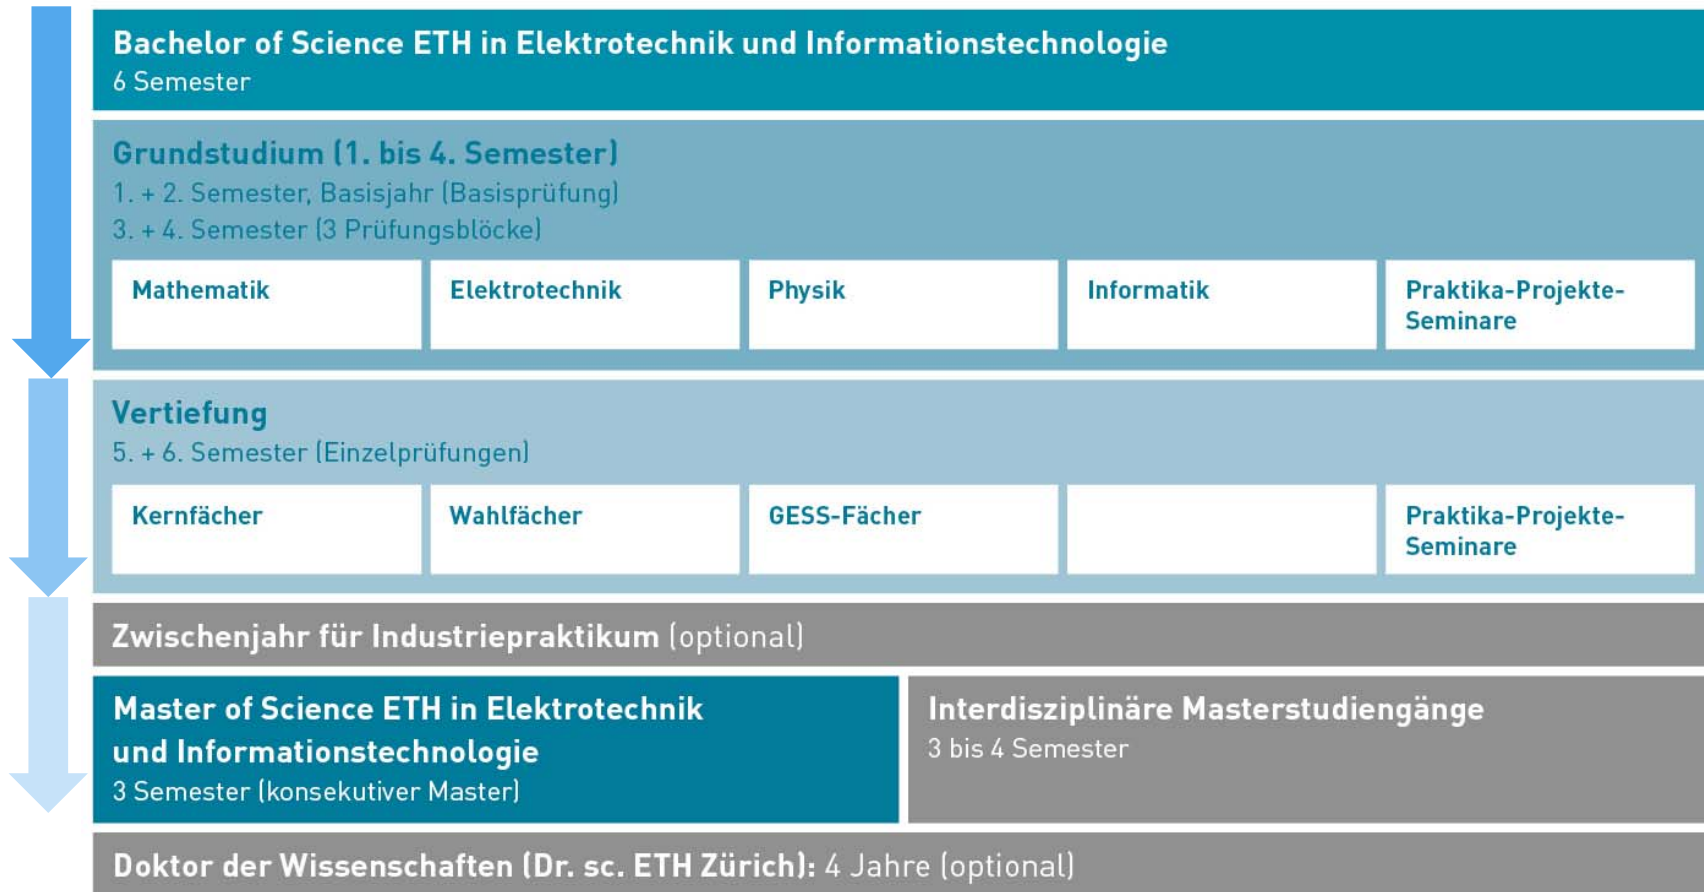 Bachelor of Science ETH in Elektrotechnik und Informationstechnologie
6 Semester
Grundstudium (1. bis 4. Semester)
1. + 2. Semester, Basisjahr (Basisprüfung)
3. + 4. Semester (3 Prüfungsblöcke)
Mathematik
Elektrotechnik
Physik
Informatik
Praktika-Projekte-
Seminare
Vertiefung
5. + 6. Semester (Einzelprüfungen)
Kernfächer
Wahlfächer
GESS-Fächer
Praktika-Projekte-
Seminare
Zwischenjahr für Industriepraktikum (optional)
Master of Science ETH in Elektrotechnik
und Informationstechnologie
3 Semester (konsekutiver Master)
Interdisziplinäre Masterstudiengänge
3 bis 4 Semester
Doktor der Wissenschaften (Dr. sc. ETH Zürich): 4 Jahre (optional)